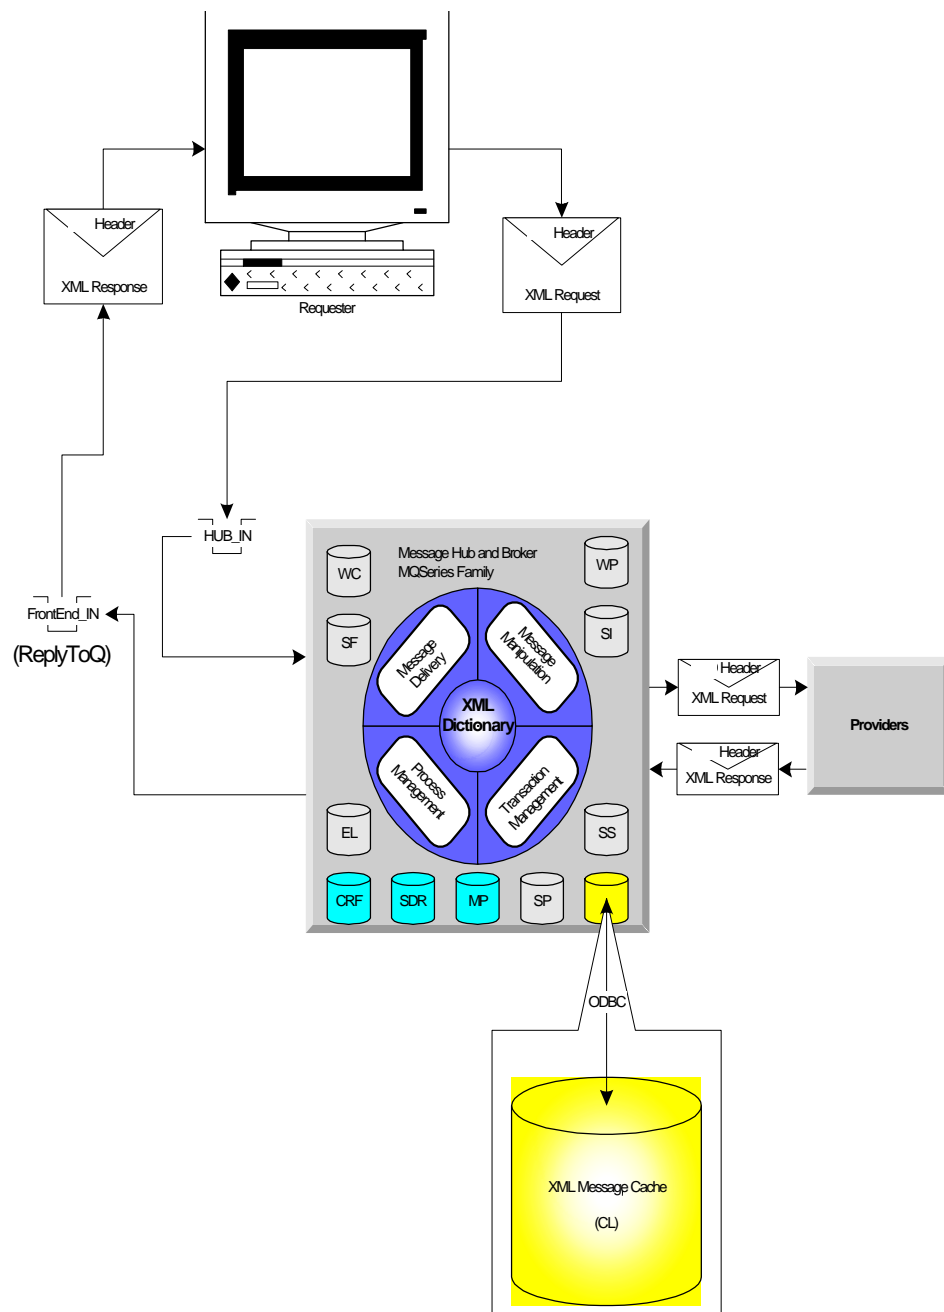 Header
XML Response
Header
XML Request
Requester
HUB_IN
FrontEnd_IN
(ReplyToQ)
Message Hub and Broker
MQSeries Family
WC
WP
SF
SI
Message
Delivery
Message
Manipulation
XML
Dictionary
Process
Management
Transaction
Management
EL
SS
CRF
SDR
MP
SP
Header
XML Request
Header
XML Response
Providers
ODBC
XML Message Cache
(CL)